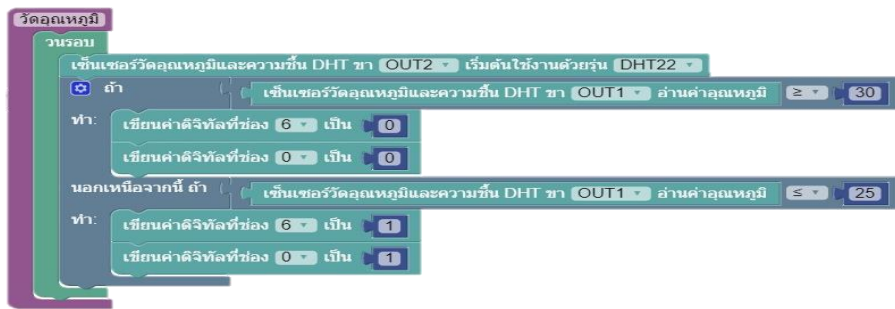 วัดอุณหภูมิ
วนรอบ
เซ็นเซอร์วัดอุณหภูมิและความชื้น DHT ขา OUT2 เริ่มต้นใช้งานด้วยรุ่น DHT22
ถ้า เซ็นเซอร์วัดอุณหภูมิและความชื้น DHT ขา OUT1 อ่านค่าอุณหภูมิ ≥ 30
ทำ: เขียนค่าดิจิทัลที่ช่อง 6 เป็น 0
เขียนค่าดิจิทัลที่ช่อง 0 เป็น 0
นอกเหนือจากนี้ ถ้า เซ็นเซอร์วัดอุณหภูมิและความชื้น DHT ขา OUT1 อ่านค่าอุณหภูมิ ≤ 25
ทำ: เขียนค่าดิจิทัลที่ช่อง 6 เป็น 1
เขียนค่าดิจิทัลที่ช่อง 0 เป็น 1